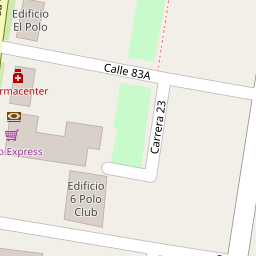 Edificio
El Polo
Calle 83A
rmacenter
Carrera 23
o Express
Edificio
6 Polo
Club